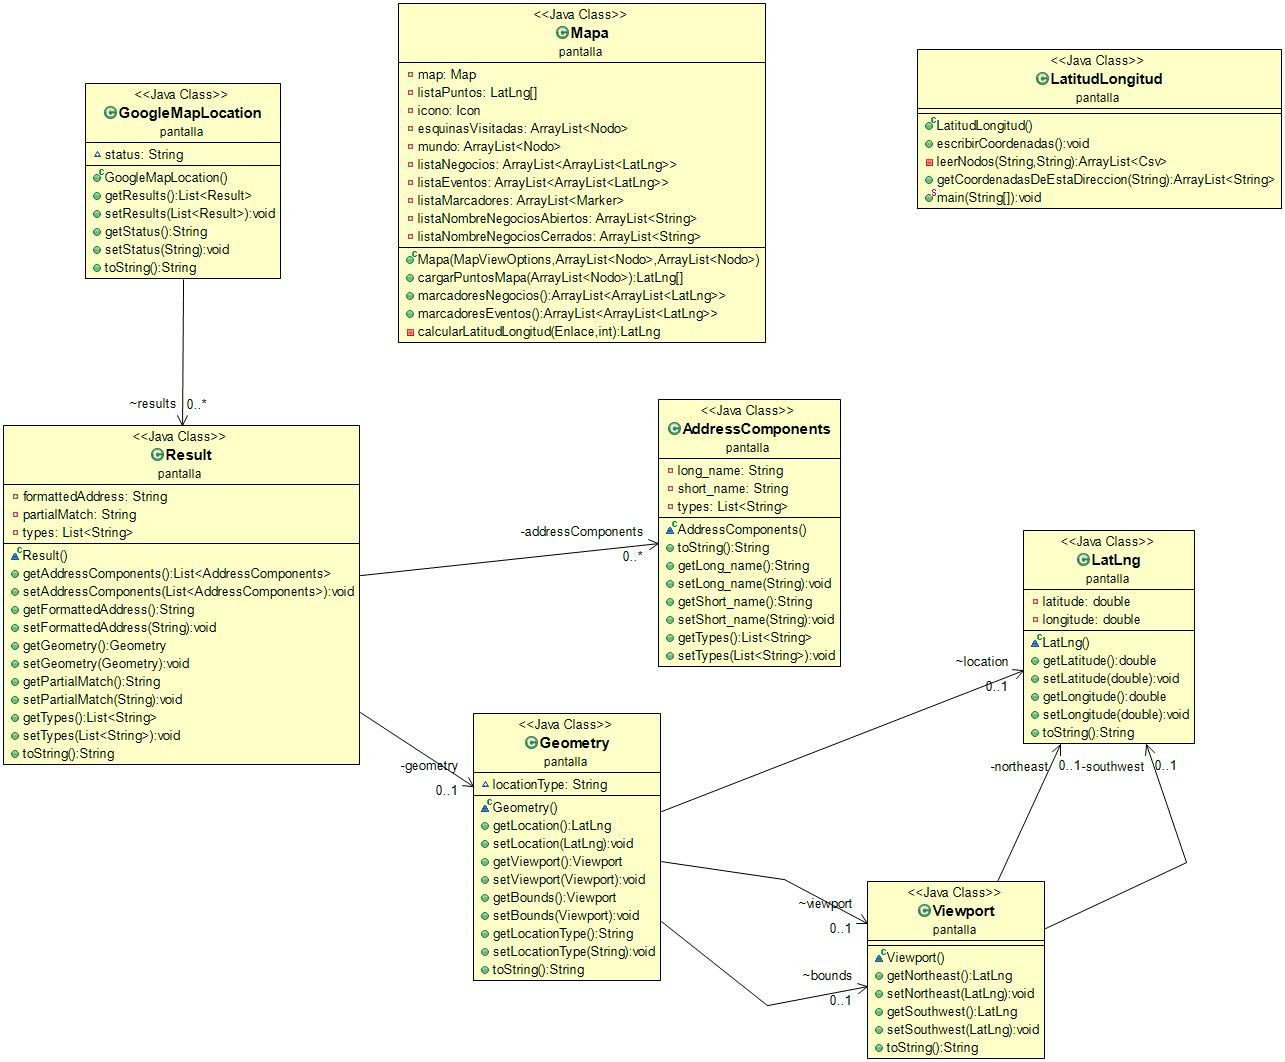 <<Java Class>>
GoogleMapLocation
pantalla
status: String
GoogleMapLocation()
getResults():List<Result>
setResults(List<Result>):void
getStatus():String
setStatus(String):void
toString():String
<<Java Class>>
Mapa
pantalla
map: Map
listaPuntos: LatLng[]
icono: Icon
esquinasVisitadas: ArrayList<Nodo>
mundo: ArrayList<Nodo>
listaNegocios: ArrayList<ArrayList<LatLng>>
listaEventos: ArrayList<ArrayList<LatLng>>
listaMarcadores: ArrayList<Marker>
listaNombreNegociosAbiertos: ArrayList<String>
listaNombreNegociosCerrados: ArrayList<String>
Mapa(MapViewOptions,ArrayList<Nodo>,ArrayList<Nodo>)
cargarPuntosMapa(ArrayList<Nodo>):LatLng[]
marcadoresNegocios():ArrayList<ArrayList<LatLng>>
marcadoresEventos():ArrayList<ArrayList<LatLng>>
calcularLatitudLongitud(Enlace,int):LatLng
<<Java Class>>
LatitudLongitud
pantalla
LatitudLongitud()
escribirCoordenadas():void
leerNodos(String,String):ArrayList<Csv>
getCoordenadasDeEstaDireccion(String):ArrayList<String>
main(String[]):void
~results
0..*
<<Java Class>>
Result
pantalla
formattedAddress: String
partialMatch: String
types: List<String>
Result()
getAddressComponents():List<AddressComponents>
setAddressComponents(List<AddressComponents>):void
getFormattedAddress():String
setFormattedAddress(String):void
getGeometry():Geometry
setGeometry(Geometry):void
getPartialMatch():String
setPartialMatch(String):void
getTypes():List<String>
setTypes(List<String>):void
toString():String
-addressComponents
0..*
<<Java Class>>
AddressComponents
pantalla
long_name: String
short_name: String
types: List<String>
AddressComponents()
toString():String
getLong_name():String
setLong_name(String):void
getShort_name():String
setShort_name(String):void
getTypes():List<String>
setTypes(List<String>):void
<<Java Class>>
LatLng
pantalla
latitude: double
longitude: double
LatLng()
getLatitude():double
setLatitude(double):void
getLongitude():double
setLongitude(double):void
toString():String
~location
0..1
-northeast
0..1
-southwest
0..1
-geometry
0..1
<<Java Class>>
Geometry
pantalla
locationType: String
Geometry()
getLocation():LatLng
setLocation(LatLng):void
getViewport():Viewport
setViewport(Viewport):void
getBounds():Viewport
setBounds(Viewport):void
getLocationType():String
setLocationType(String):void
toString():String
~viewport
0..1
~bounds
0..1
<<Java Class>>
Viewport
pantalla
Viewport()
getNortheast():LatLng
setNortheast(LatLng):void
getSouthwest():LatLng
setSouthwest(LatLng):void
toString():String